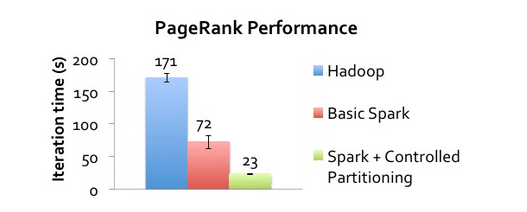 PageRank Performance
Iteration time (s)
200
150
100
50
0
171
72
23
Hadoop
Basic Spark
Spark + Controlled
Partitioning